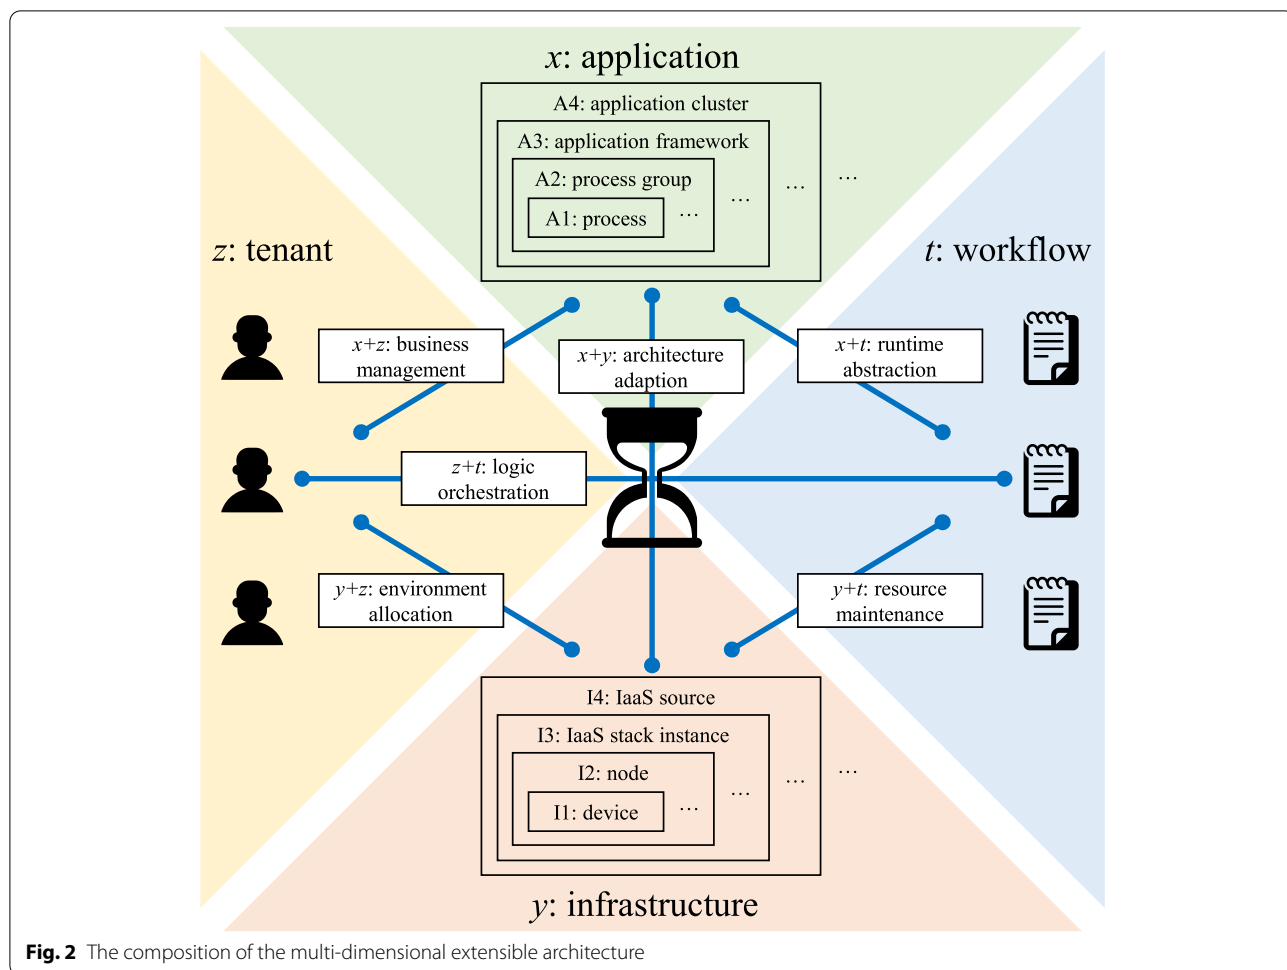 x: application
A4: application cluster
A3: application framework
A2: process group
A1: process
...
...
...
...
z: tenant
t: workflow
x+z: business
management
x+y: architecture
adaption
x+t: runtime
abstraction
z+t: logic
orchestration
y+z: environment
allocation
y+t: resource
maintenance
I4: IaaS source
I3: IaaS stack instance
I2: node
I1: device
...
...
...
...
y: infrastructure
Fig. 2 The composition of the multi-dimensional extensible architecture